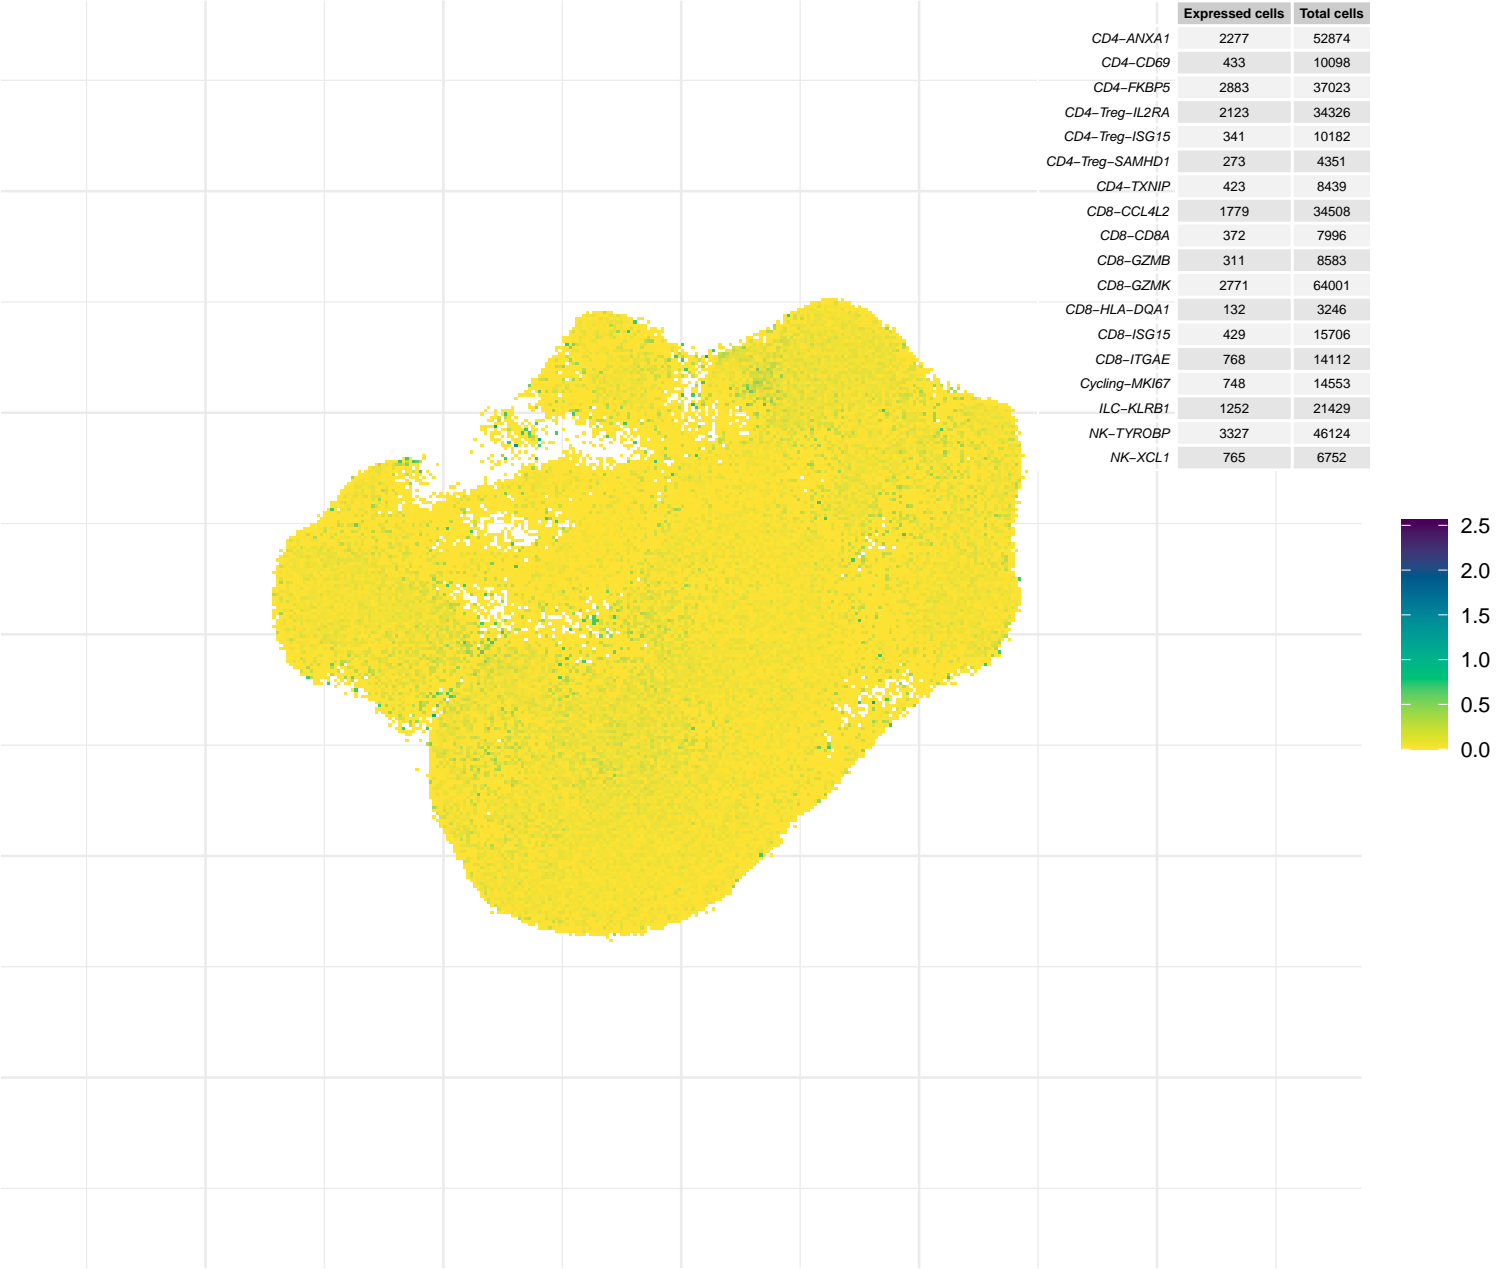 Expressed cells Total cells
CD4−ANXA1 2277 52874
CD4−CD69 433 10098
CD4−FKBP5 2883 37023
CD4−Treg−IL2RA 2123 34326
CD4−Treg−ISG15 341 10182
CD4−Treg−SAMHD1 273 4351
CD4−TXNIP 423 8439
CD8−CCL4L2 1779 34508
CD8−CD8A 372 7996
CD8−GZMB 311 8583
CD8−GZMK 2771 64001
CD8−HLA−DQA1 132 3246
CD8−ISG15 429 15706
CD8−ITGAE 768 14112
Cycling−MKI67 748 14553
ILC−KLRB1 1252 21429
NK−TYROBP 3327 46124
NK−XCL1 765 6752
2.5
2.0
1.5
1.0
0.5
0.0